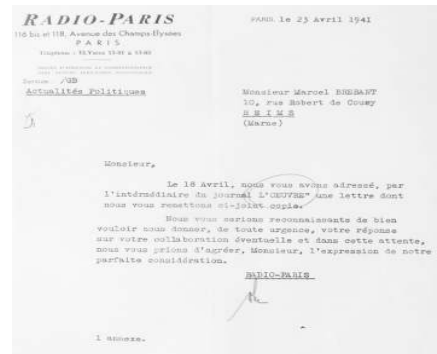 RADIO-PARIS
116 bis et 118, Avenue des Champs-Elysées
PARIS
PARIS le 23 Avril 1941
/GB
Actualités Politiques
Monsieur Marcel BREBANT
10, rue Robert de Coucy
REIMS
(Marne)
Monsieur,
Le 18 Avril, nous vous avons adressé, par
l'intérmédiaire du journal L'OEUVRE" une lettre dont
nous vous remettons ci-joint copie.
Nous vous serions reconnaissants de bien
vouloir nous donner, de toute urgence, votre réponse
sur votre collaboration éventuelle et dans cette attente,
nous vous prions d'agréer, Monsieur, l'expression de notre
parfaite considération.
RADIO-PARIS
1 annexe.